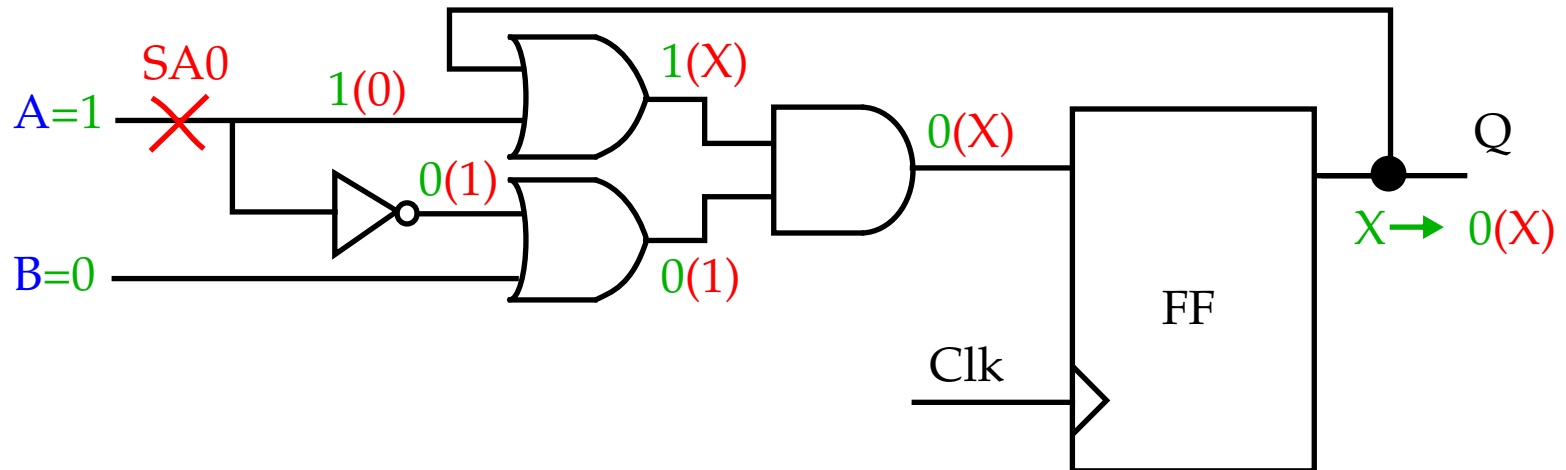 SA0
1(X)
A=1
1(0)
0(X)
Q
0(1)
X → 0(X)
B=0
0(1)
FF
Clk